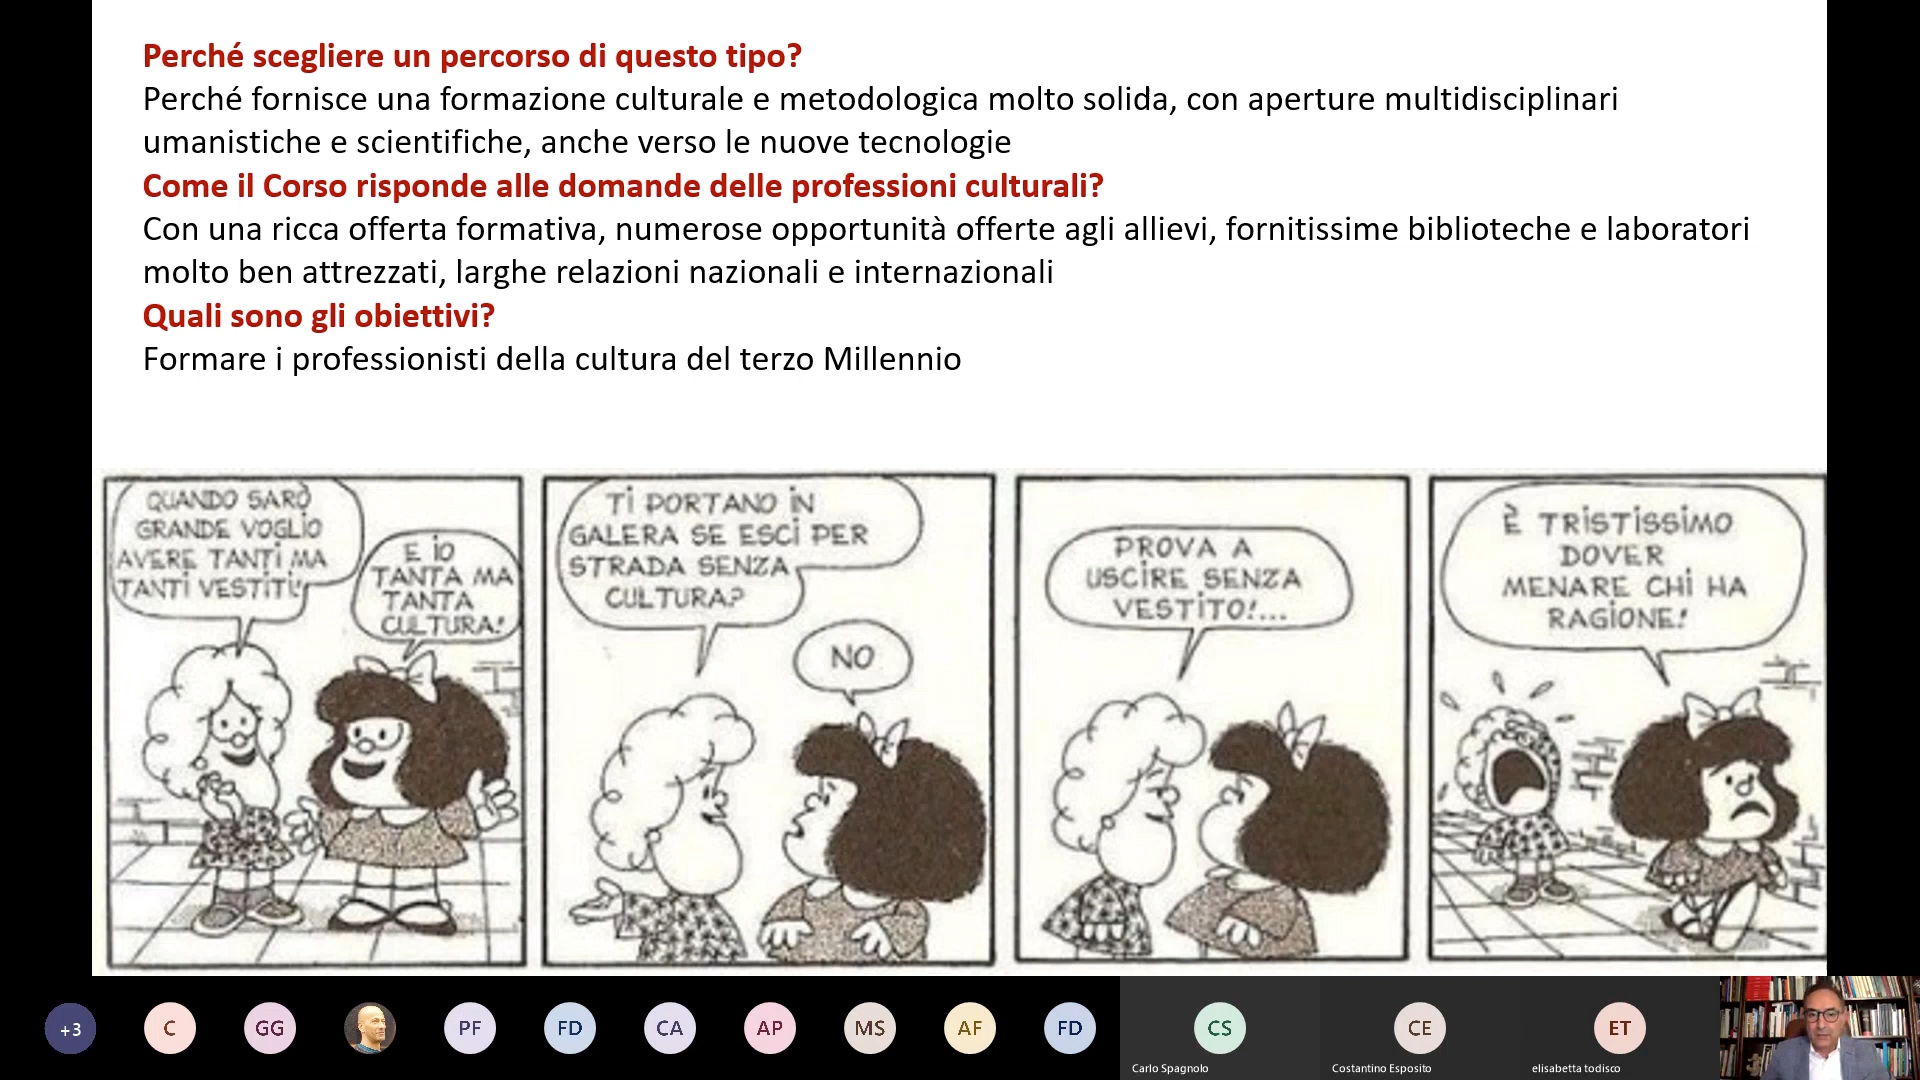 Perché scegliere un percorso di questo tipo?
Perché fornisce una formazione culturale e metodologica molto solida, con aperture multidisciplinari
umanistiche e scientifiche, anche verso le nuove tecnologie
Come il Corso risponde alle domande delle professioni culturali?
Con una ricca offerta formativa, numerose opportunità offerte agli allievi, fornitissime biblioteche e laboratori
molto ben attrezzati, larghe relazioni nazionali e internazionali
Quali sono gli obiettivi?
Formare i professionisti della cultura del terzo Millennio
QUANDO SARÒ
GRANDE VOGLIO
AVERE TANTI MA
TANTI VESTITI!
E IO
TANTA MA
TANTA
CULTURA!
TI PORTANO IN
GALERA SE ESCI PER
STRADA SENZA
CULTURA?
NO
PROVA A
USCIRE SENZA
VESTITO!...
È TRISTISSIMO
DOVER
MENARE CHI HA
RAGIONE!
+3
C
GG
PF
FD
CA
AP
MS
AF
FD
CS
CE
ET
Carlo Spagnolo
Costantino Esposito
elisabetta todisco